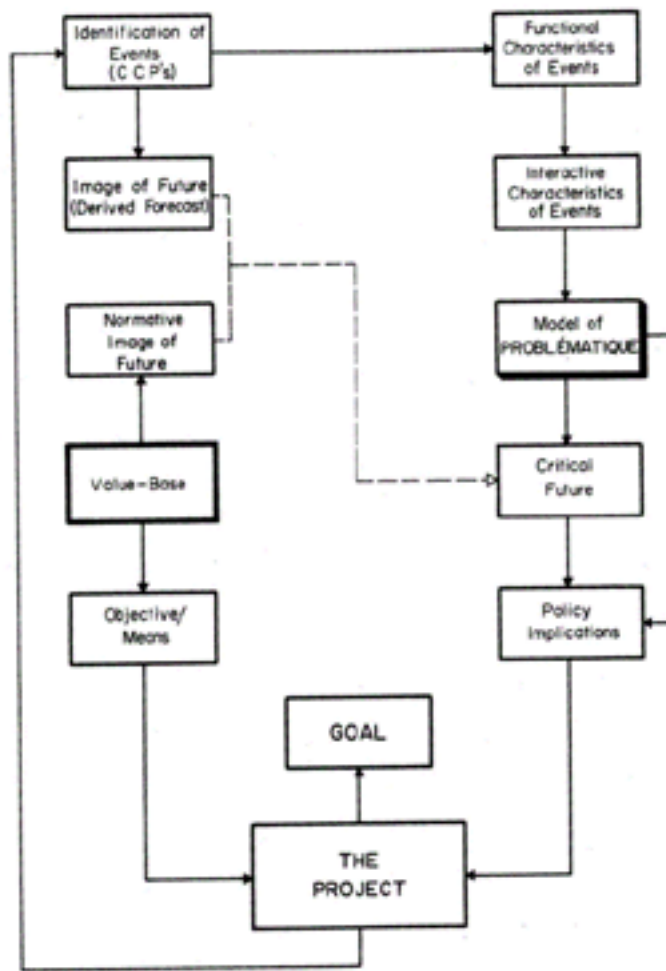 Identification of
Events
(C C P's)
Functional
Characteristics
of Events
Image of Future
(Derived Forecast)
Interactive
Characteristics
of Events
Normative
Image of
Future
Model of
PROBLÉMATIQUE
Value-Base
Critical
Future
Objective/
Means
Policy
Implications
GOAL
THE
PROJECT